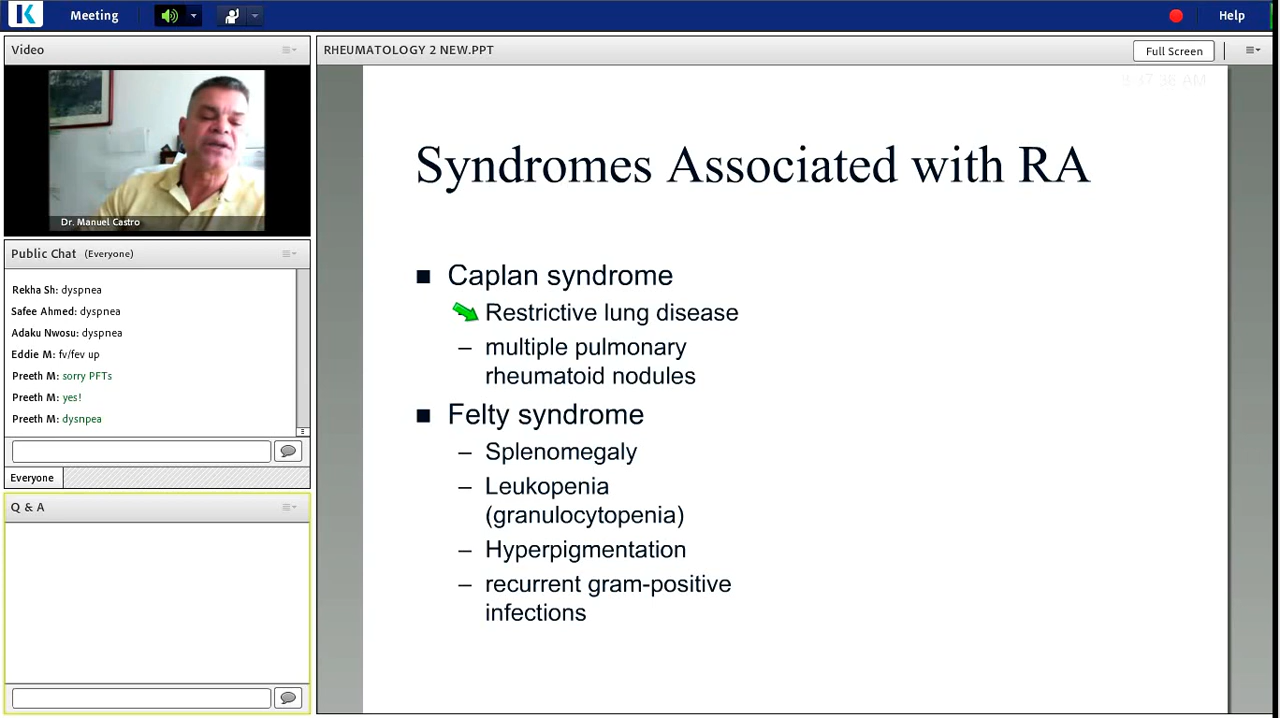 K Meeting Help
Video
Dr. Manuel Castro
Public Chat (Everyone)
Rekha Sh: dyspnea
Safee Ahmed: dyspnea
Adaku Nwosu: dyspnea
Eddie M: fv/fev up
Preeth M: sorry PFTs
Preeth M: yes!
Preeth M: dysnpea
Everyone
Q & A
RHEUMATOLOGY 2 NEW.PPT
Full Screen
Syndromes Associated with RA
■ Caplan syndrome
Restrictive lung disease
– multiple pulmonary
rheumatoid nodules
■ Felty syndrome
– Splenomegaly
– Leukopenia
(granulocytopenia)
– Hyperpigmentation
– recurrent gram-positive
infections